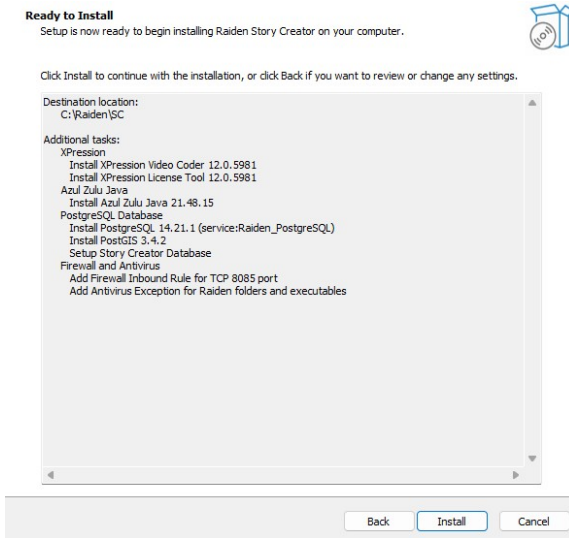 Ready to Install
Setup is now ready to begin installing Raiden Story Creator on your computer.
Click Install to continue with the installation, or click Back if you want to review or change any settings.
Destination location:
C:\Raiden\SC
Additional tasks:
XPression
Install XPression Video Coder 12.0.5981
Install XPression License Tool 12.0.5981
Azul Zulu Java
Install Azul Zulu Java 21.48.15
PostgreSQL Database
Install PostgreSQL 14.21.1 (service:Raiden_PostgreSQL)
Install PostGIS 3.4.2
Setup Story Creator Database
Firewall and Antivirus
Add Firewall Inbound Rule for TCP 8085 port
Add Antivirus Exception for Raiden folders and executables
Back Install Cancel